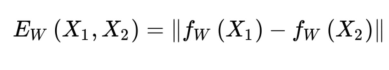 E_W (X_1, X_2) = ‖f_W (X_1) − f_W (X_2)‖